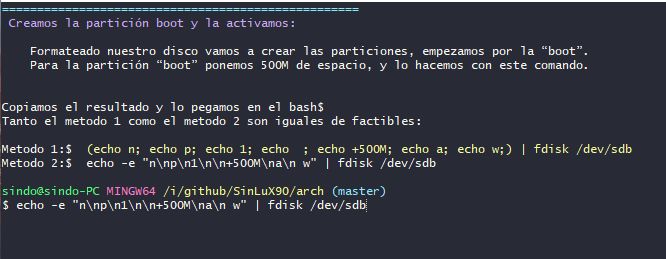 ===================================================
Creamos la partición boot y la activamos:
Formateado nuestro disco vamos a crear las particiones, empezamos por la “boot”.
Para la partición “boot” ponemos 500M de espacio, y lo hacemos con este comando.
Copiamos el resultado y lo pegamos en el bash$
Tanto el metodo 1 como el metodo 2 son iguales de factibles:
Metodo 1:$  (echo n; echo p; echo 1; echo  ; echo +500M; echo a; echo w;) | fdisk /dev/sdb
Metodo 2:$  echo -e "n\np\n1\n\n+500M\na\n w" | fdisk /dev/sdb
sindo@sindo-PC MINGW64 /i/github/SinLuX90/arch (master)
$ echo -e "n\np\n1\n\n+500M\na\n w" | fdisk /dev/sdb